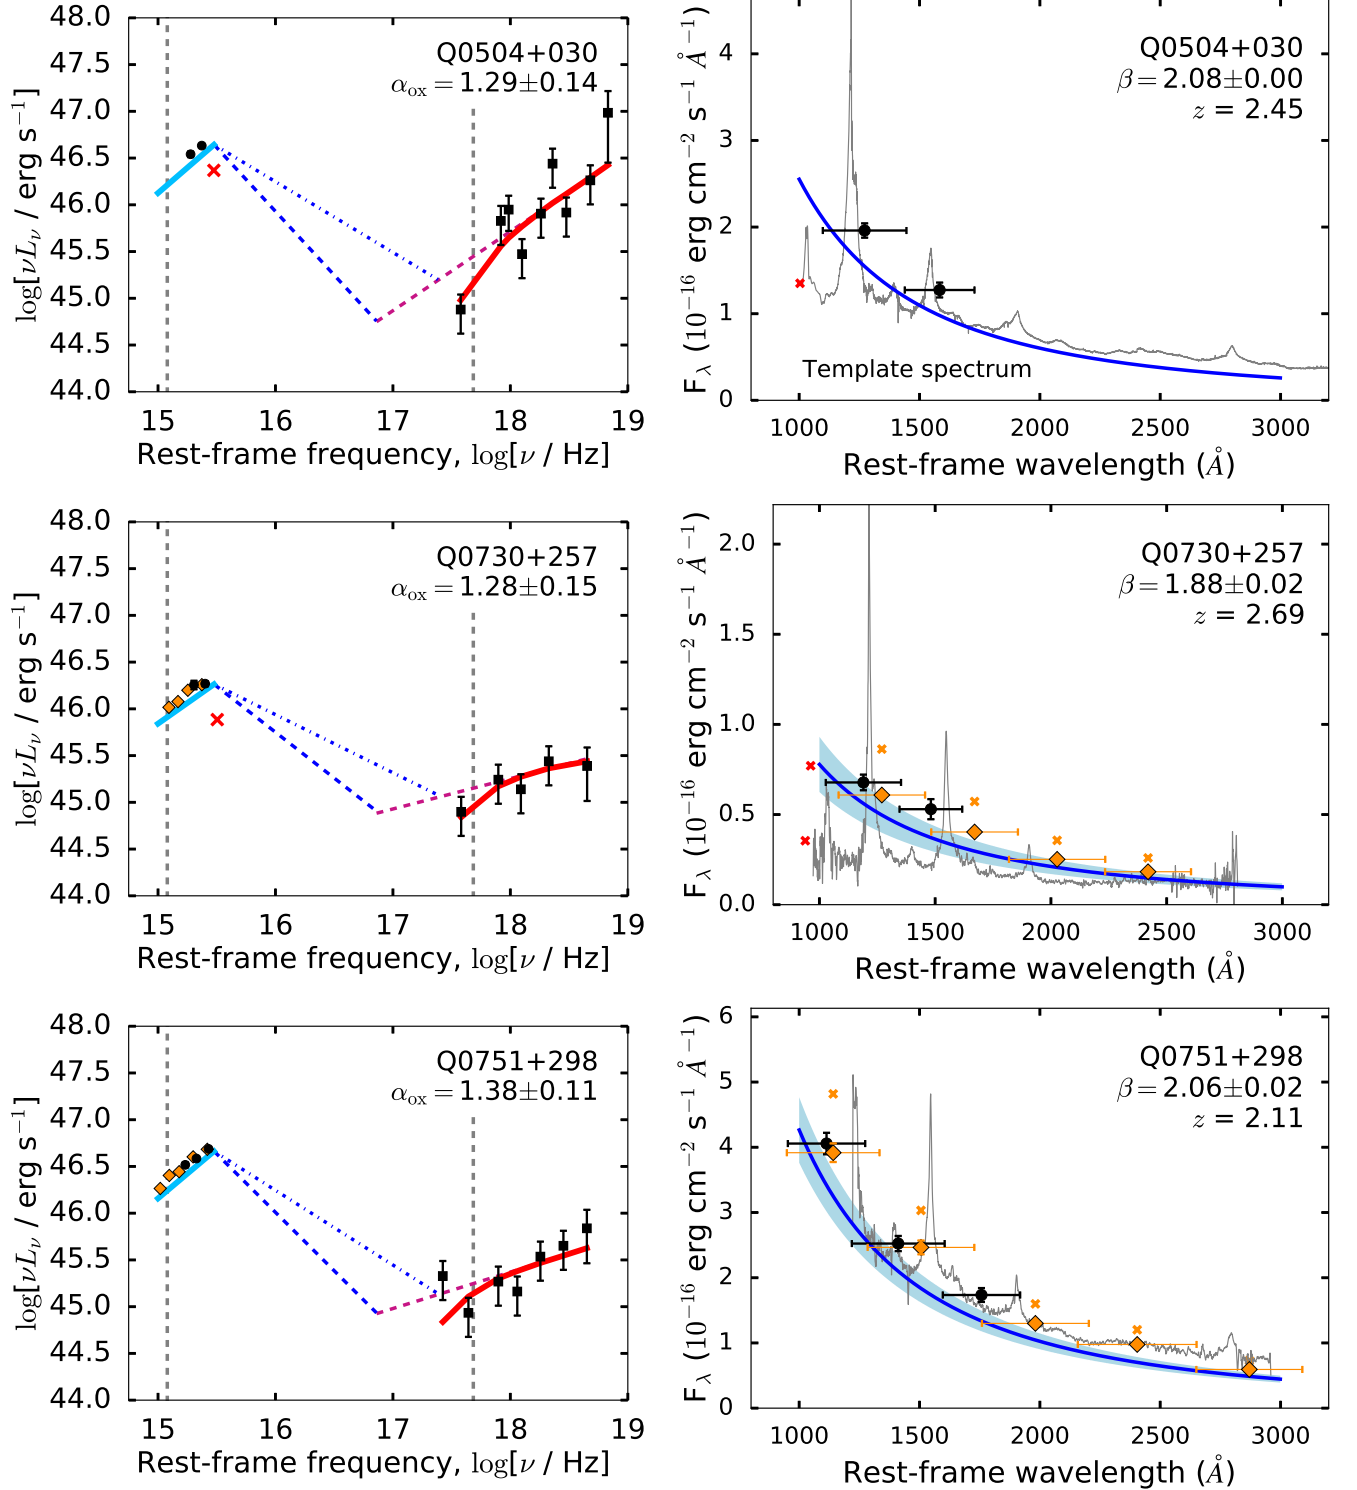 48.0
47.5
47.0
46.5
46.0
45.5
45.0
44.5
44.0
log[νLν / erg s⁻¹]
Q0504+030
αox = 1.29±0.14
15 16 17 18 19
Rest-frame frequency, log[ν / Hz]
4
3
2
1
0
Fλ (10⁻¹⁶ erg cm⁻² s⁻¹ Å⁻¹)
Q0504+030
β = 2.08±0.00
z = 2.45
Template spectrum
1000 1500 2000 2500 3000
Rest-frame wavelength (Å)
48.0
47.5
47.0
46.5
46.0
45.5
45.0
44.5
44.0
log[νLν / erg s⁻¹]
Q0730+257
αox = 1.28±0.15
15 16 17 18 19
Rest-frame frequency, log[ν / Hz]
2.0
1.5
1.0
0.5
0.0
Fλ (10⁻¹⁶ erg cm⁻² s⁻¹ Å⁻¹)
Q0730+257
β = 1.88±0.02
z = 2.69
1000 1500 2000 2500 3000
Rest-frame wavelength (Å)
48.0
47.5
47.0
46.5
46.0
45.5
45.0
44.5
44.0
log[νLν / erg s⁻¹]
Q0751+298
αox = 1.38±0.11
15 16 17 18 19
Rest-frame frequency, log[ν / Hz]
6
5
4
3
2
1
0
Fλ (10⁻¹⁶ erg cm⁻² s⁻¹ Å⁻¹)
Q0751+298
β = 2.06±0.02
z = 2.11
1000 1500 2000 2500 3000
Rest-frame wavelength (Å)